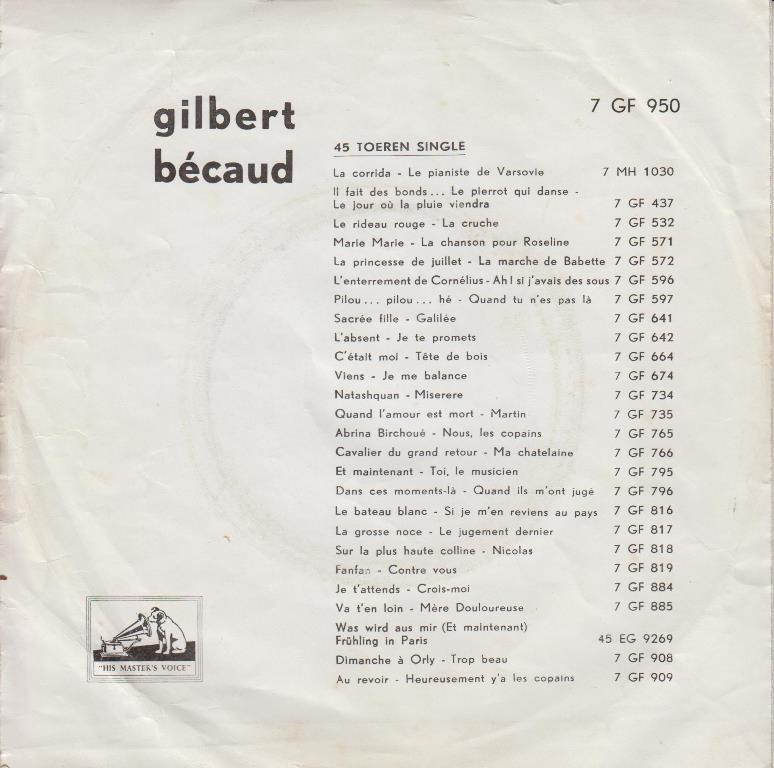 gilbert
bécaud
7 GF 950
45 TOEREN SINGLE
La corrida - Le pianiste de Varsovie 7 MH 1030
Il fait des bonds... Le pierrot qui danse -
Le jour où la pluie viendra 7 GF 437
Le rideau rouge - La cruche 7 GF 532
Marie Marie - La chanson pour Roseline 7 GF 571
La princesse de juillet - La marche de Babette 7 GF 572
L'enterrement de Cornélius - Ah! si j'avais des sous 7 GF 596
Pilou... pilou... hé - Quand tu n'es pas là 7 GF 597
Sacrée fille - Galilée 7 GF 641
L'absent - Je te promets 7 GF 642
C'était moi - Tête de bois 7 GF 664
Viens - Je me balance 7 GF 674
Natashquan - Miserere 7 GF 734
Quand l'amour est mort - Martin 7 GF 735
Abrina Birchoué - Nous, les copains 7 GF 765
Cavalier du grand retour - Ma chatelaine 7 GF 766
Et maintenant - Toi, le musicien 7 GF 795
Dans ces moments-là - Quand ils m'ont jugé 7 GF 796
Le bateau blanc - Si je m'en reviens au pays 7 GF 816
La grosse noce - Le jugement dernier 7 GF 817
Sur la plus haute colline - Nicolas 7 GF 818
Fanfan - Contre vous 7 GF 819
Je t'attends - Crois-moi 7 GF 884
Va t'en loin - Mère Douloureuse 7 GF 885
Was wird aus mir (Et maintenant)
Frühling in Paris 45 EG 9269
Dimanche à Orly - Trop beau 7 GF 908
Au revoir - Heureusement y'a les copains 7 GF 909
"HIS MASTER'S VOICE"